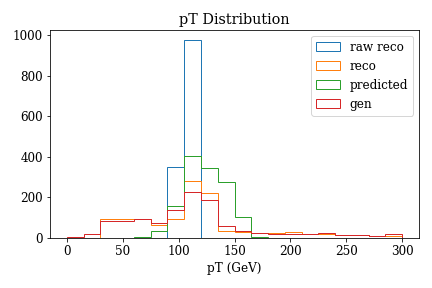 pT Distribution
raw reco
reco
predicted
gen
1000
800
600
400
200
0
0 50 100 150 200 250 300
pT (GeV)